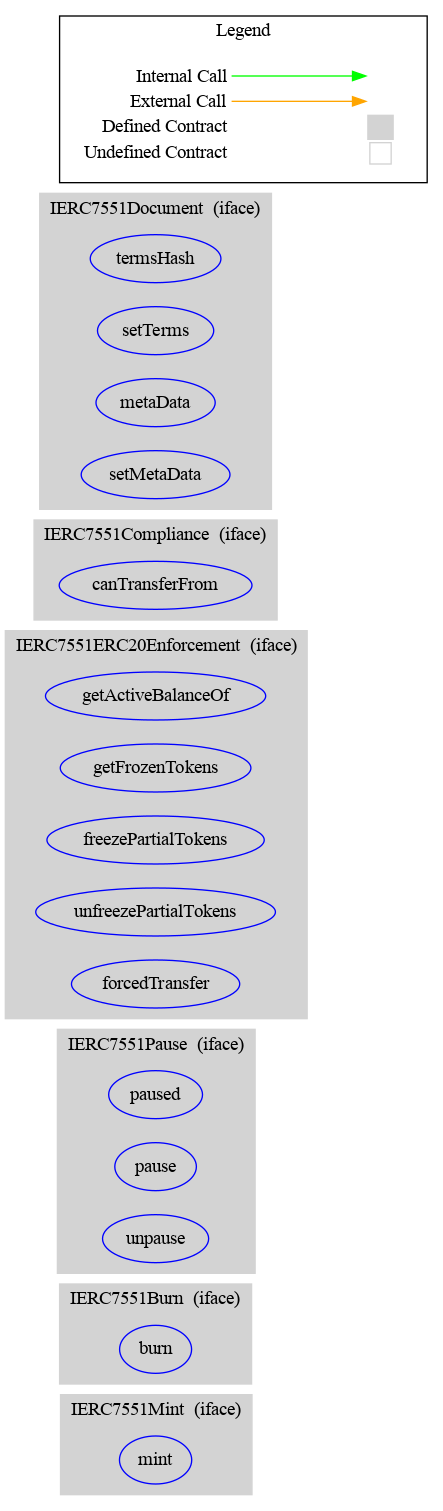 Legend
Internal Call
External Call
Defined Contract
Undefined Contract
IERC7551Document (iface)
termsHash
setTerms
metaData
setMetaData
IERC7551Compliance (iface)
canTransferFrom
IERC7551ERC20Enforcement (iface)
getActiveBalanceOf
getFrozenTokens
freezePartialTokens
unfreezePartialTokens
forcedTransfer
IERC7551Pause (iface)
paused
pause
unpause
IERC7551Burn (iface)
burn
IERC7551Mint (iface)
mint